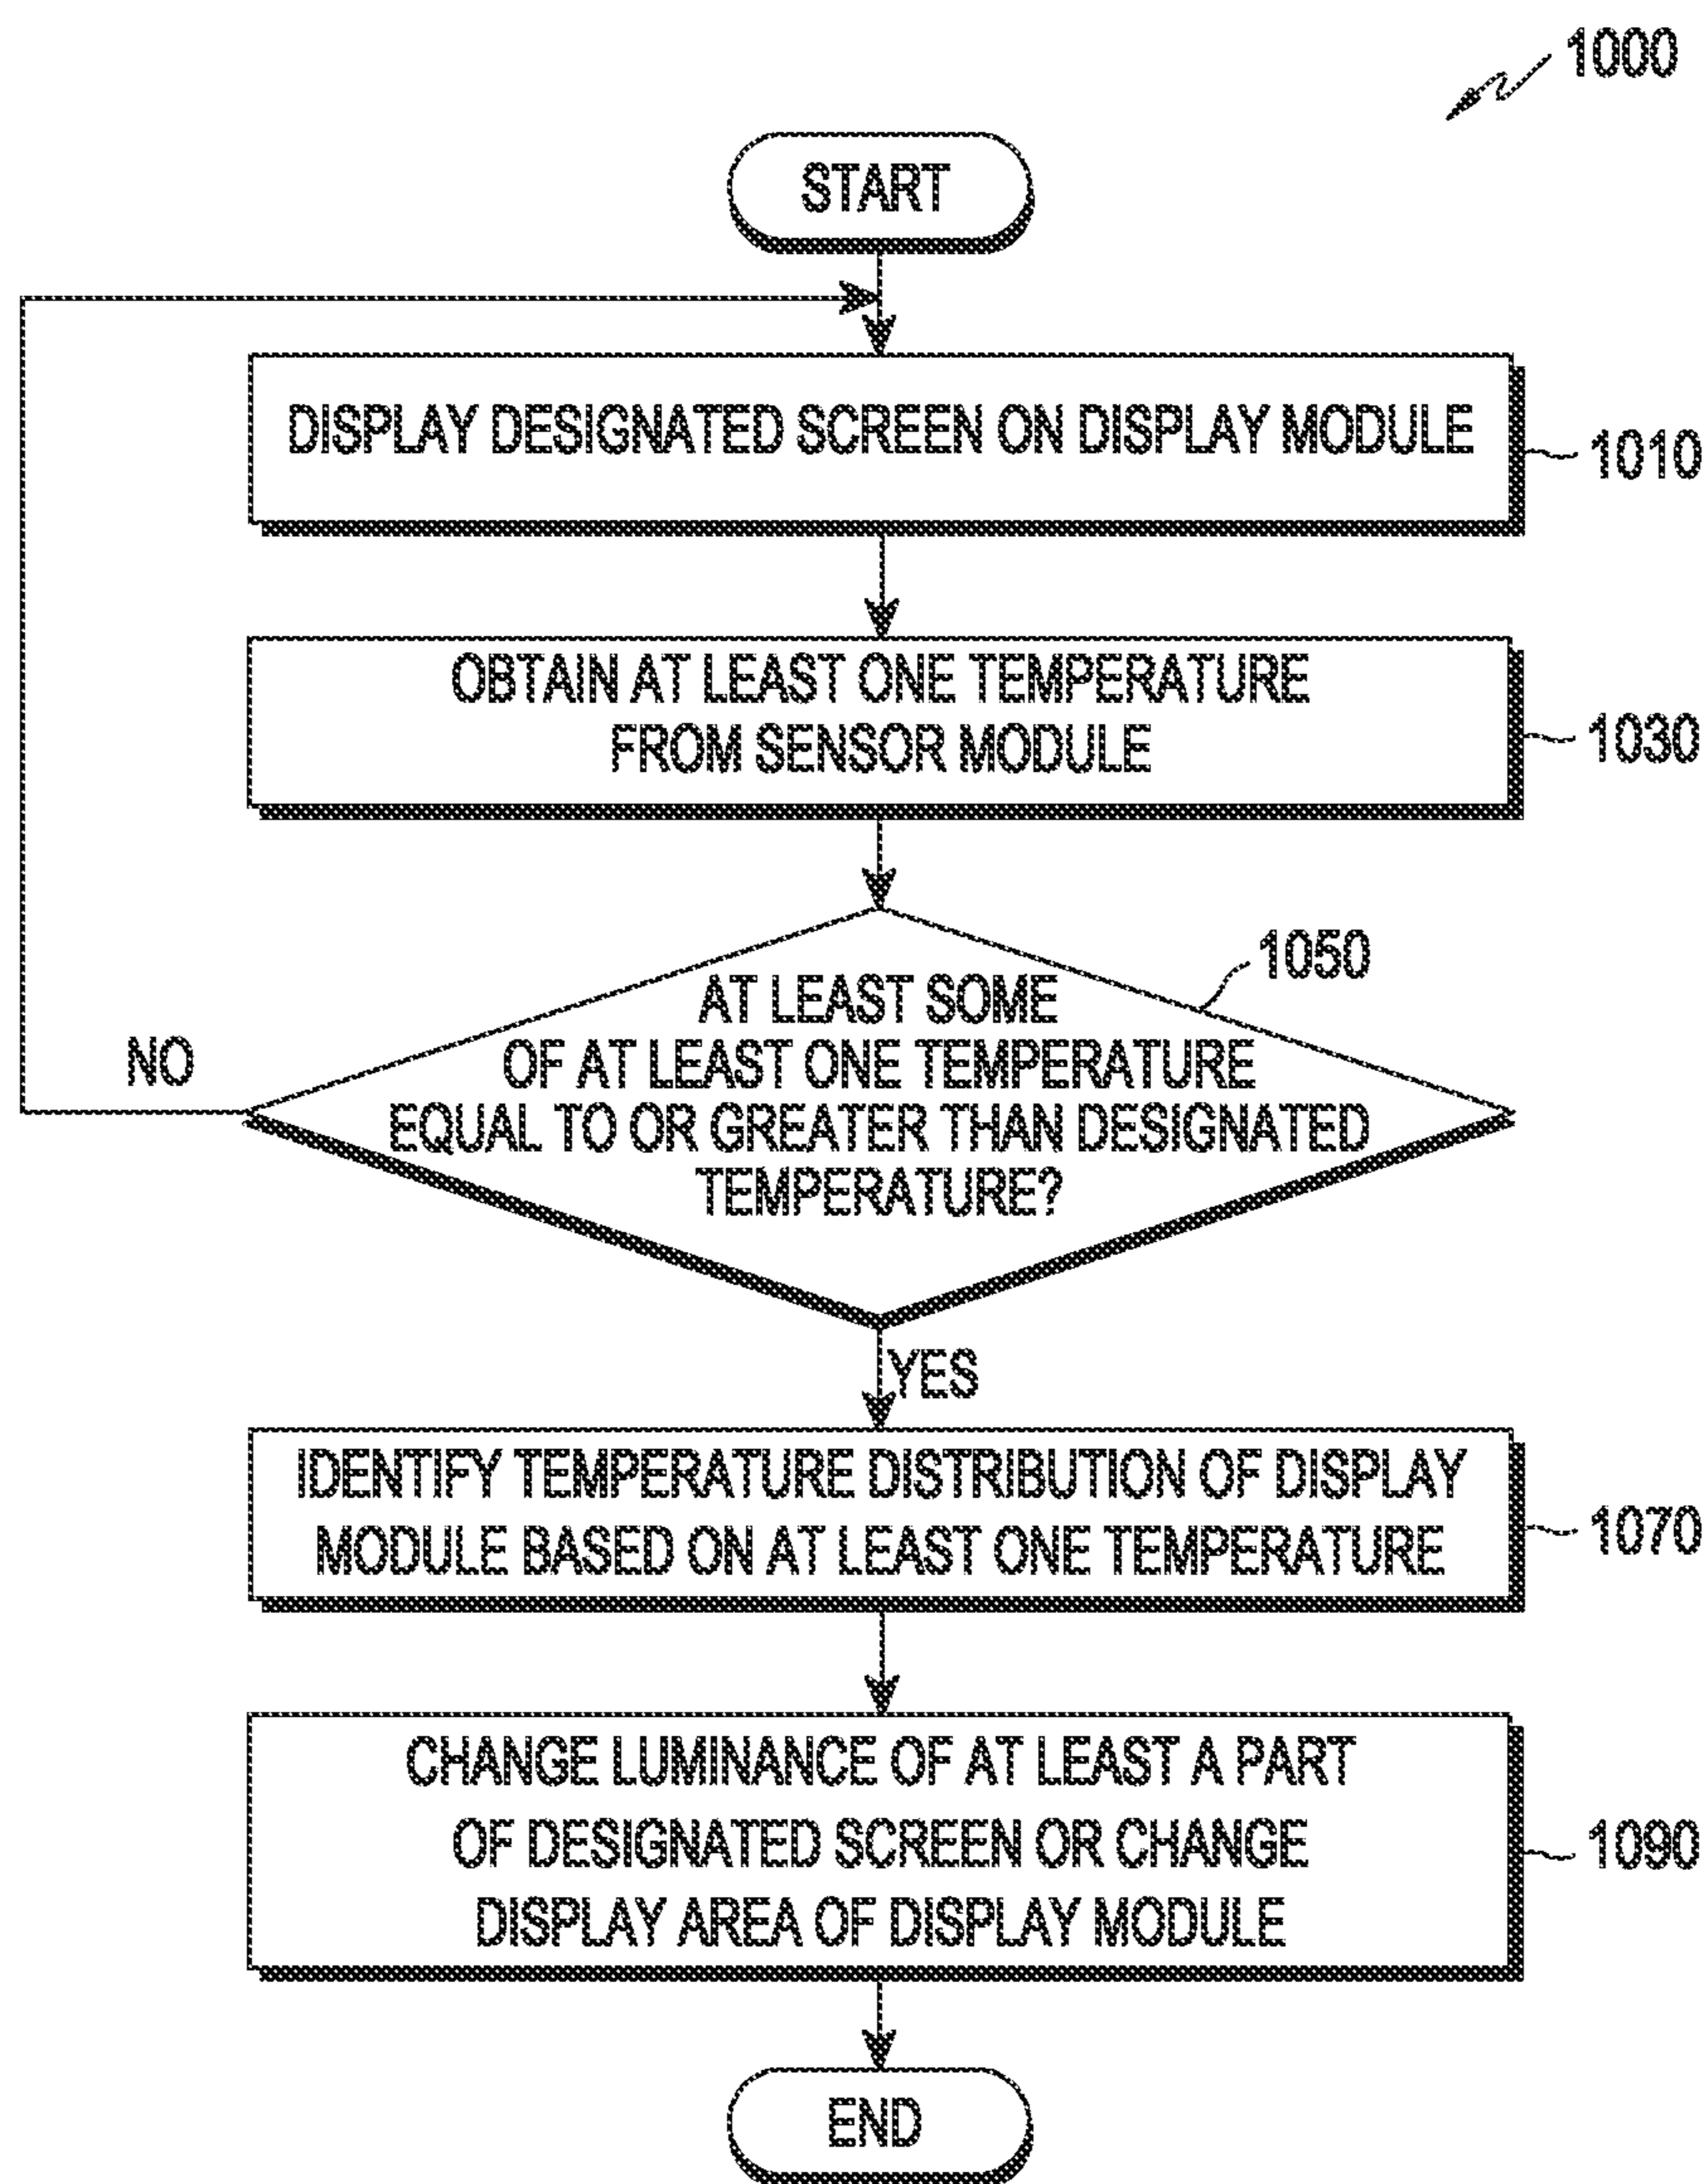 1000
START
DISPLAY DESIGNATED SCREEN ON DISPLAY MODULE
1010
OBTAIN AT LEAST ONE TEMPERATURE
FROM SENSOR MODULE
1030
1050
AT LEAST SOME
OF AT LEAST ONE TEMPERATURE
EQUAL TO OR GREATER THAN DESIGNATED
TEMPERATURE?
NO
YES
IDENTIFY TEMPERATURE DISTRIBUTION OF DISPLAY
MODULE BASED ON AT LEAST ONE TEMPERATURE
1070
CHANGE LUMINANCE OF AT LEAST A PART
OF DESIGNATED SCREEN OR CHANGE
DISPLAY AREA OF DISPLAY MODULE
1090
END